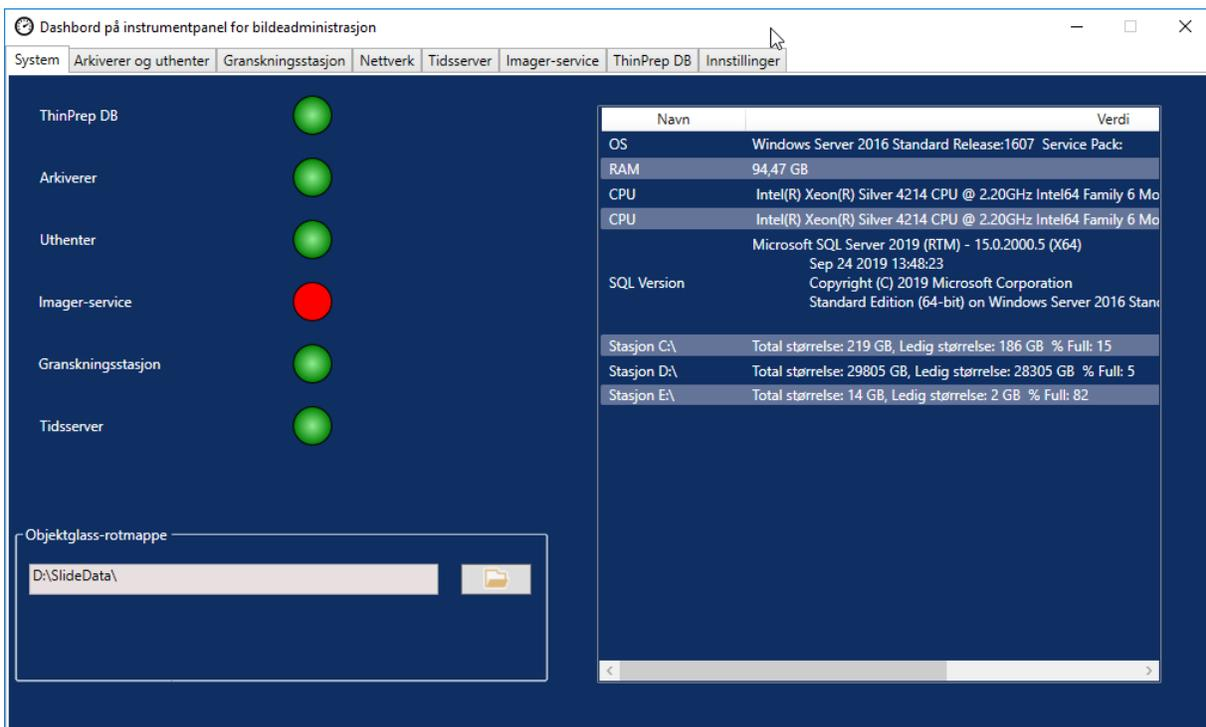 Dashbord på instrumentpanel for bildeadministrasjon
System Arkiverer og uthenter Granskningsstasjon Nettverk Tidsserver Imager-service ThinPrep DB Innstillinger
ThinPrep DB
Arkiverer
Uthenter
Imager-service
Granskningsstasjon
Tidsserver
Objektglass-rotmappe
D:\SlideData\
Navn Verdi
OS Windows Server 2016 Standard Release:1607 Service Pack:
RAM 94,47 GB
CPU Intel(R) Xeon(R) Silver 4214 CPU @ 2.20GHz Intel64 Family 6 Mo
CPU Intel(R) Xeon(R) Silver 4214 CPU @ 2.20GHz Intel64 Family 6 Mo
Microsoft SQL Server 2019 (RTM) - 15.0.2000.5 (X64)
Sep 24 2019 13:48:23
SQL Version Copyright (C) 2019 Microsoft Corporation
Standard Edition (64-bit) on Windows Server 2016 Stand
Stasjon C:\ Total størrelse: 219 GB, Ledig størrelse: 186 GB % Full: 15
Stasjon D:\ Total størrelse: 29805 GB, Ledig størrelse: 28305 GB % Full: 5
Stasjon E:\ Total størrelse: 14 GB, Ledig størrelse: 2 GB % Full: 82